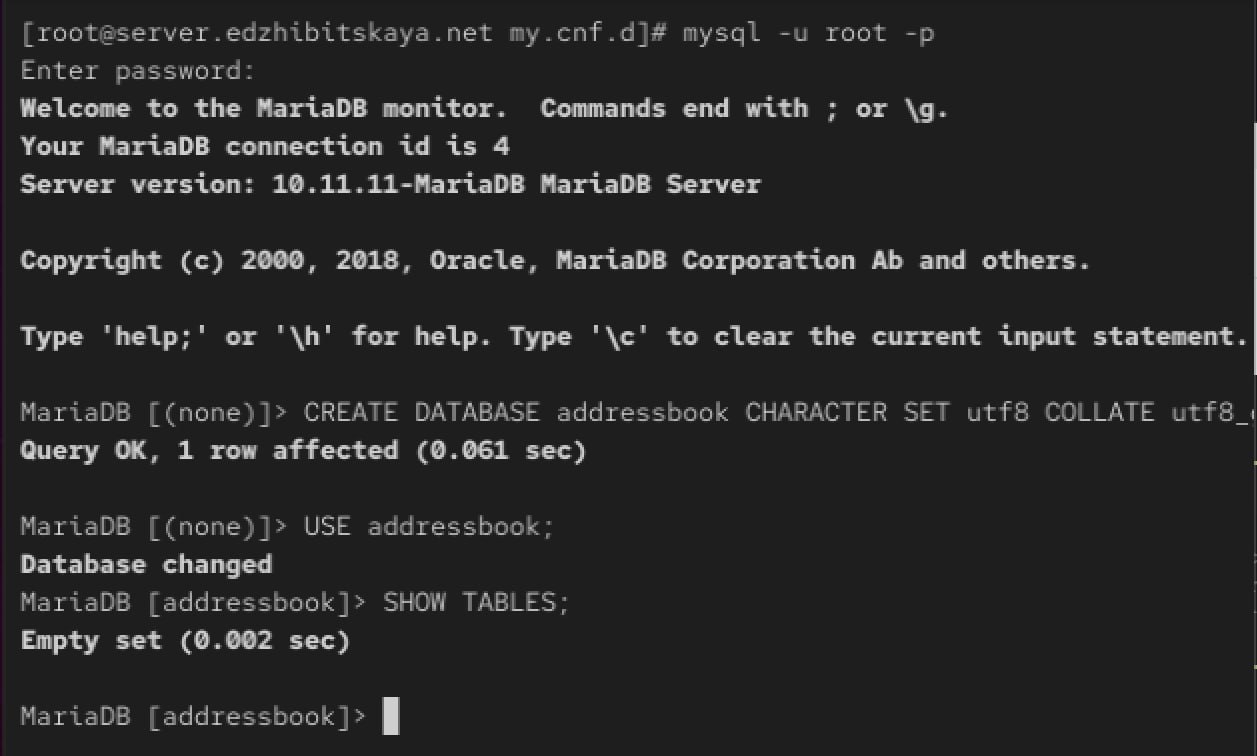 [root@server.edzhibitskaya.net my.cnf.d]# mysql -u root -p
Enter password:
Welcome to the MariaDB monitor.  Commands end with ; or \g.
Your MariaDB connection id is 4
Server version: 10.11.11-MariaDB MariaDB Server
Copyright (c) 2000, 2018, Oracle, MariaDB Corporation Ab and others.
Type 'help;' or '\h' for help. Type '\c' to clear the current input statement.
MariaDB [(none)]> CREATE DATABASE addressbook CHARACTER SET utf8 COLLATE utf8_
Query OK, 1 row affected (0.061 sec)
MariaDB [(none)]> USE addressbook;
Database changed
MariaDB [addressbook]> SHOW TABLES;
Empty set (0.002 sec)
MariaDB [addressbook]>